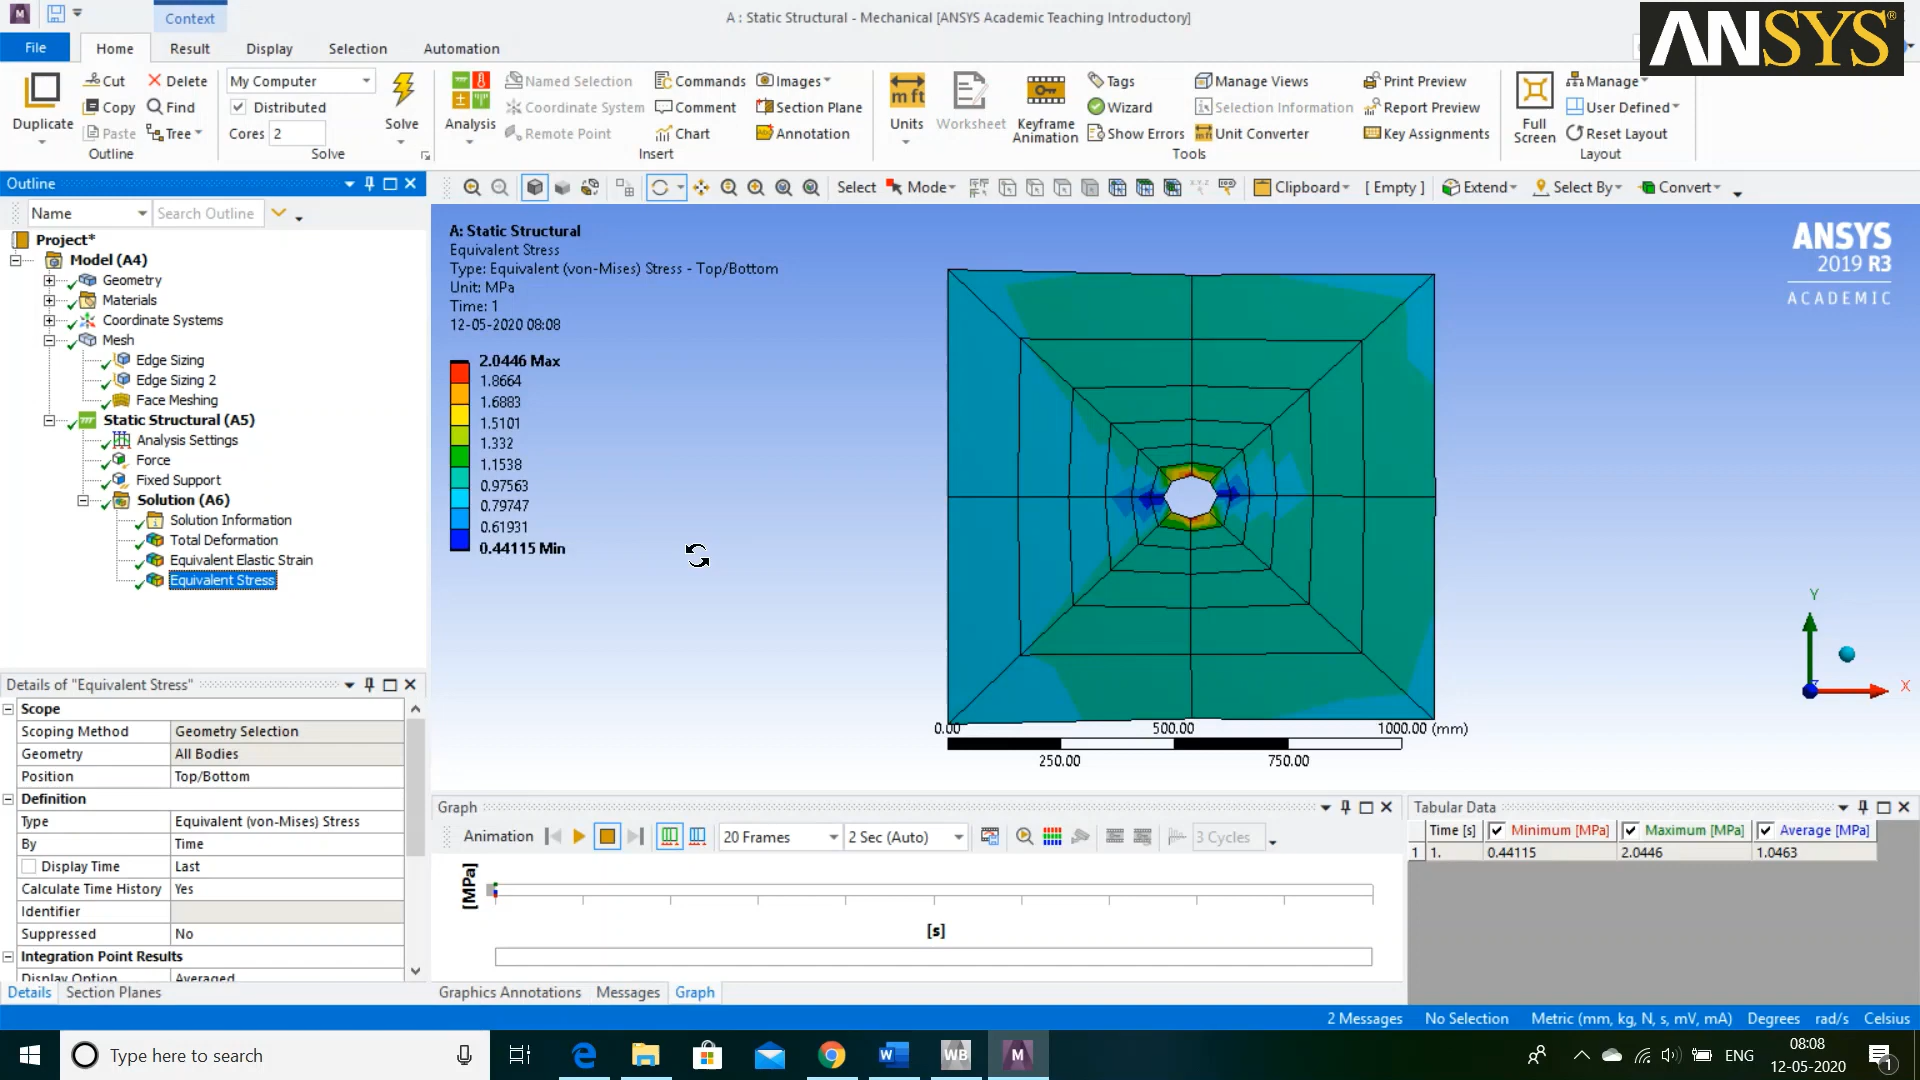 Context
A : Static Structural - Mechanical [ANSYS Academic Teaching Introductory]
ANSYS®
File Home Result Display Selection Automation
Duplicate
Cut Delete
Copy Find
Paste Tree
Outline
My Computer
Distributed
Cores 2
Solve
Solve
Analysis
Named Selection Commands Images
Coordinate System Comment Section Plane
Remote Point Chart Annotation
Insert
Units Worksheet Keyframe Animation
Tags Manage Views Print Preview
Wizard Selection Information Report Preview
Show Errors Unit Converter Key Assignments
Tools
Full Screen
Manage
User Defined
Reset Layout
Layout
Outline
Name Search Outline
Select Mode Clipboard [ Empty ] Extend Select By Convert
Project*
Model (A4)
Geometry
Materials
Coordinate Systems
Mesh
Edge Sizing
Edge Sizing 2
Face Meshing
Static Structural (A5)
Analysis Settings
Force
Fixed Support
Solution (A6)
Solution Information
Total Deformation
Equivalent Elastic Strain
Equivalent Stress
A: Static Structural
Equivalent Stress
Type: Equivalent (von-Mises) Stress - Top/Bottom
Unit: MPa
Time: 1
12-05-2020 08:08
2.0446 Max
1.8664
1.6883
1.5101
1.332
1.1538
0.97563
0.79747
0.61931
0.44115 Min
ANSYS
2019 R3
ACADEMIC
Y
X
0.00 500.00 1000.00 (mm)
250.00 750.00
Details of "Equivalent Stress"
Scope
Scoping Method Geometry Selection
Geometry All Bodies
Position Top/Bottom
Definition
Type Equivalent (von-Mises) Stress
By Time
Display Time Last
Calculate Time History Yes
Identifier
Suppressed No
Integration Point Results
Display Option Averaged
Details Section Planes
Graph
Animation 20 Frames 2 Sec (Auto) 3 Cycles
[MPa]
[s]
Graphics Annotations Messages Graph
Tabular Data
Time [s] Minimum [MPa] Maximum [MPa] Average [MPa]
1 1. 0.44115 2.0446 1.0463
2 Messages No Selection Metric (mm, kg, N, s, mV, mA) Degrees rad/s Celsius
Type here to search
W WB M
ENG
08:08
12-05-2020
1